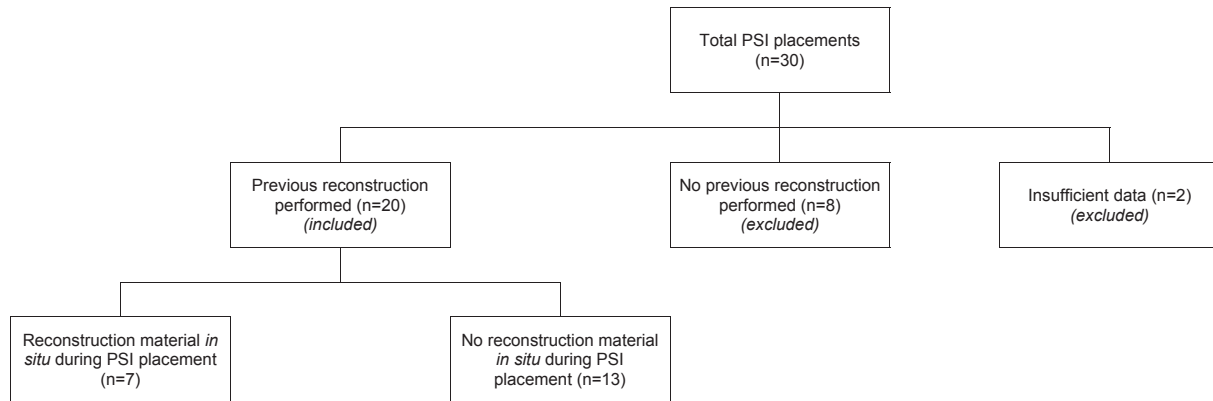 Total PSI placements
(n=30)
Previous reconstruction
performed (n=20)
(included)
No previous reconstruction
performed (n=8)
(excluded)
Insufficient data (n=2)
(excluded)
Reconstruction material in
situ during PSI placement
(n=7)
No reconstruction material
in situ during PSI
placement (n=13)